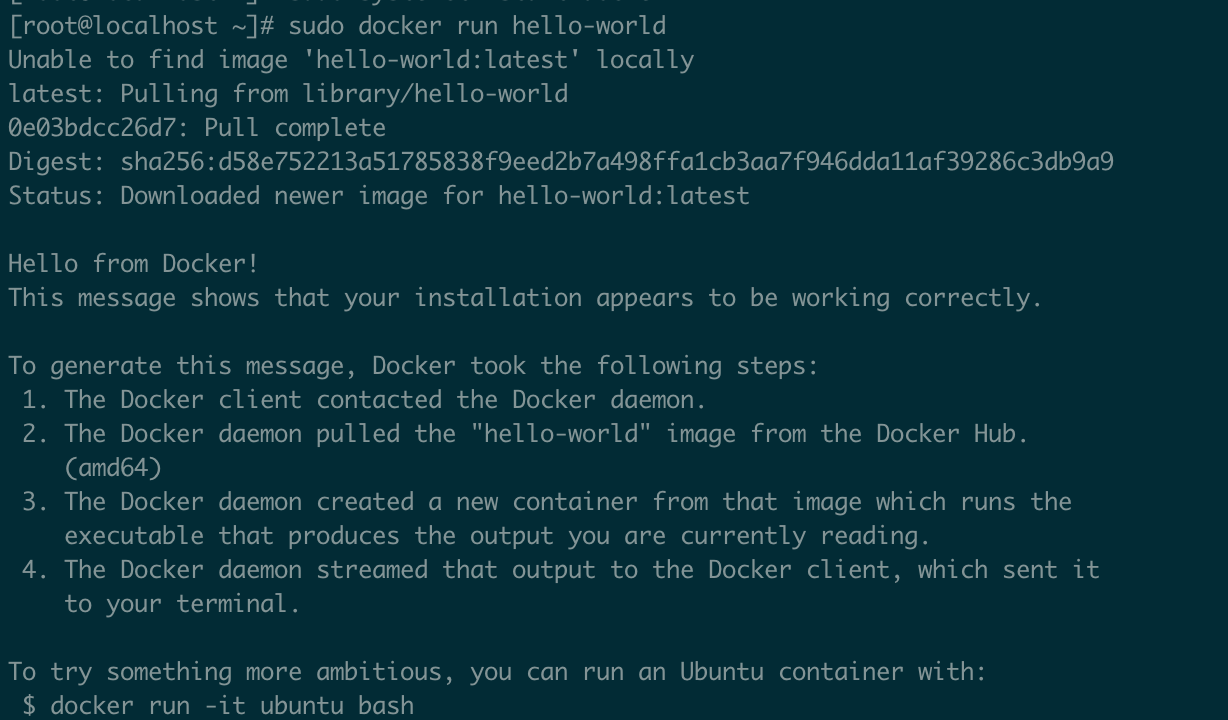 [root@localhost ~]# sudo docker run hello-world
Unable to find image 'hello-world:latest' locally
latest: Pulling from library/hello-world
0e03bdcc26d7: Pull complete
Digest: sha256:d58e752213a51785838f9eed2b7a498ffa1cb3aa7f946dda11af39286c3db9a9
Status: Downloaded newer image for hello-world:latest

Hello from Docker!
This message shows that your installation appears to be working correctly.

To generate this message, Docker took the following steps:
 1. The Docker client contacted the Docker daemon.
 2. The Docker daemon pulled the "hello-world" image from the Docker Hub.
    (amd64)
 3. The Docker daemon created a new container from that image which runs the
    executable that produces the output you are currently reading.
 4. The Docker daemon streamed that output to the Docker client, which sent it
    to your terminal.

To try something more ambitious, you can run an Ubuntu container with:
 $ docker run -it ubuntu bash